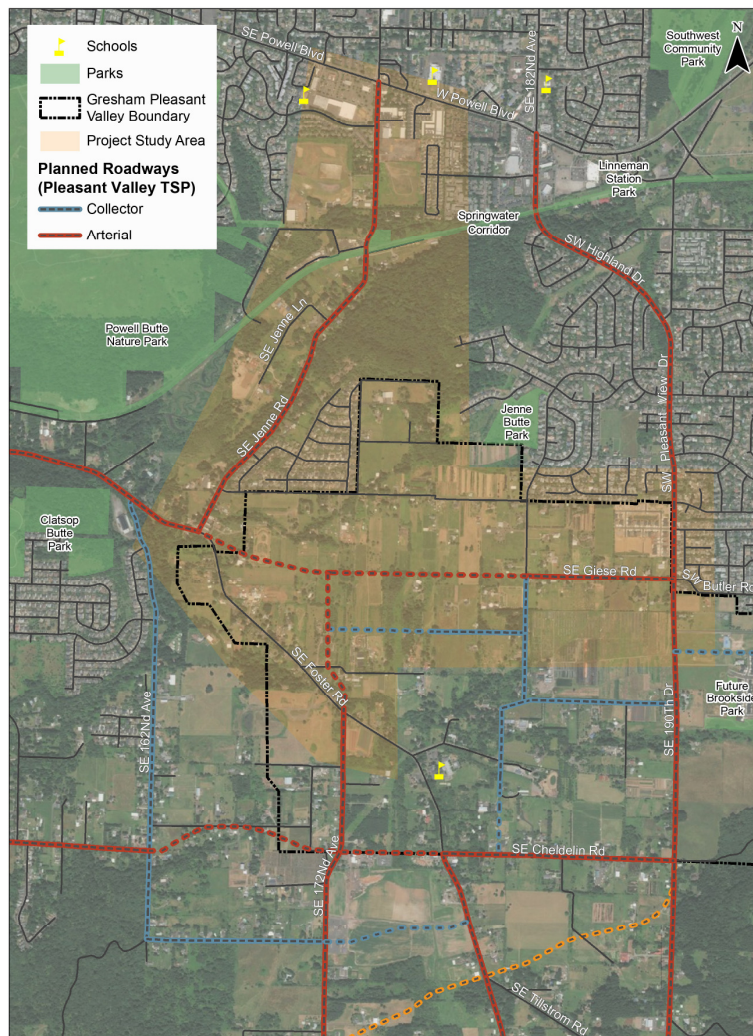 Schools
Parks
Gresham Pleasant
Valley Boundary
Project Study Area
Planned Roadways
(Pleasant Valley TSP)
Collector
Arterial
SE Powell Blvd
W Powell Blvd
SE 182Nd Ave
Southwest
Community
Park
N
Linneman
Station
Park
Springwater
Corridor
SW Highland Dr
Powell Butte
Nature Park
SE Jenne Ln
SE Jenne Rd
Jenne
Butte
Park
SW Pleasant View Dr
Clatsop
Butte
Park
SE Giese Rd
SW Butler Rd
SE Foster Rd
SE 162Nd Ave
SE 190Th Dr
Future
Brookside
Park
SE 172Nd Ave
SE Cheldelin Rd
SE Tillstrom Rd